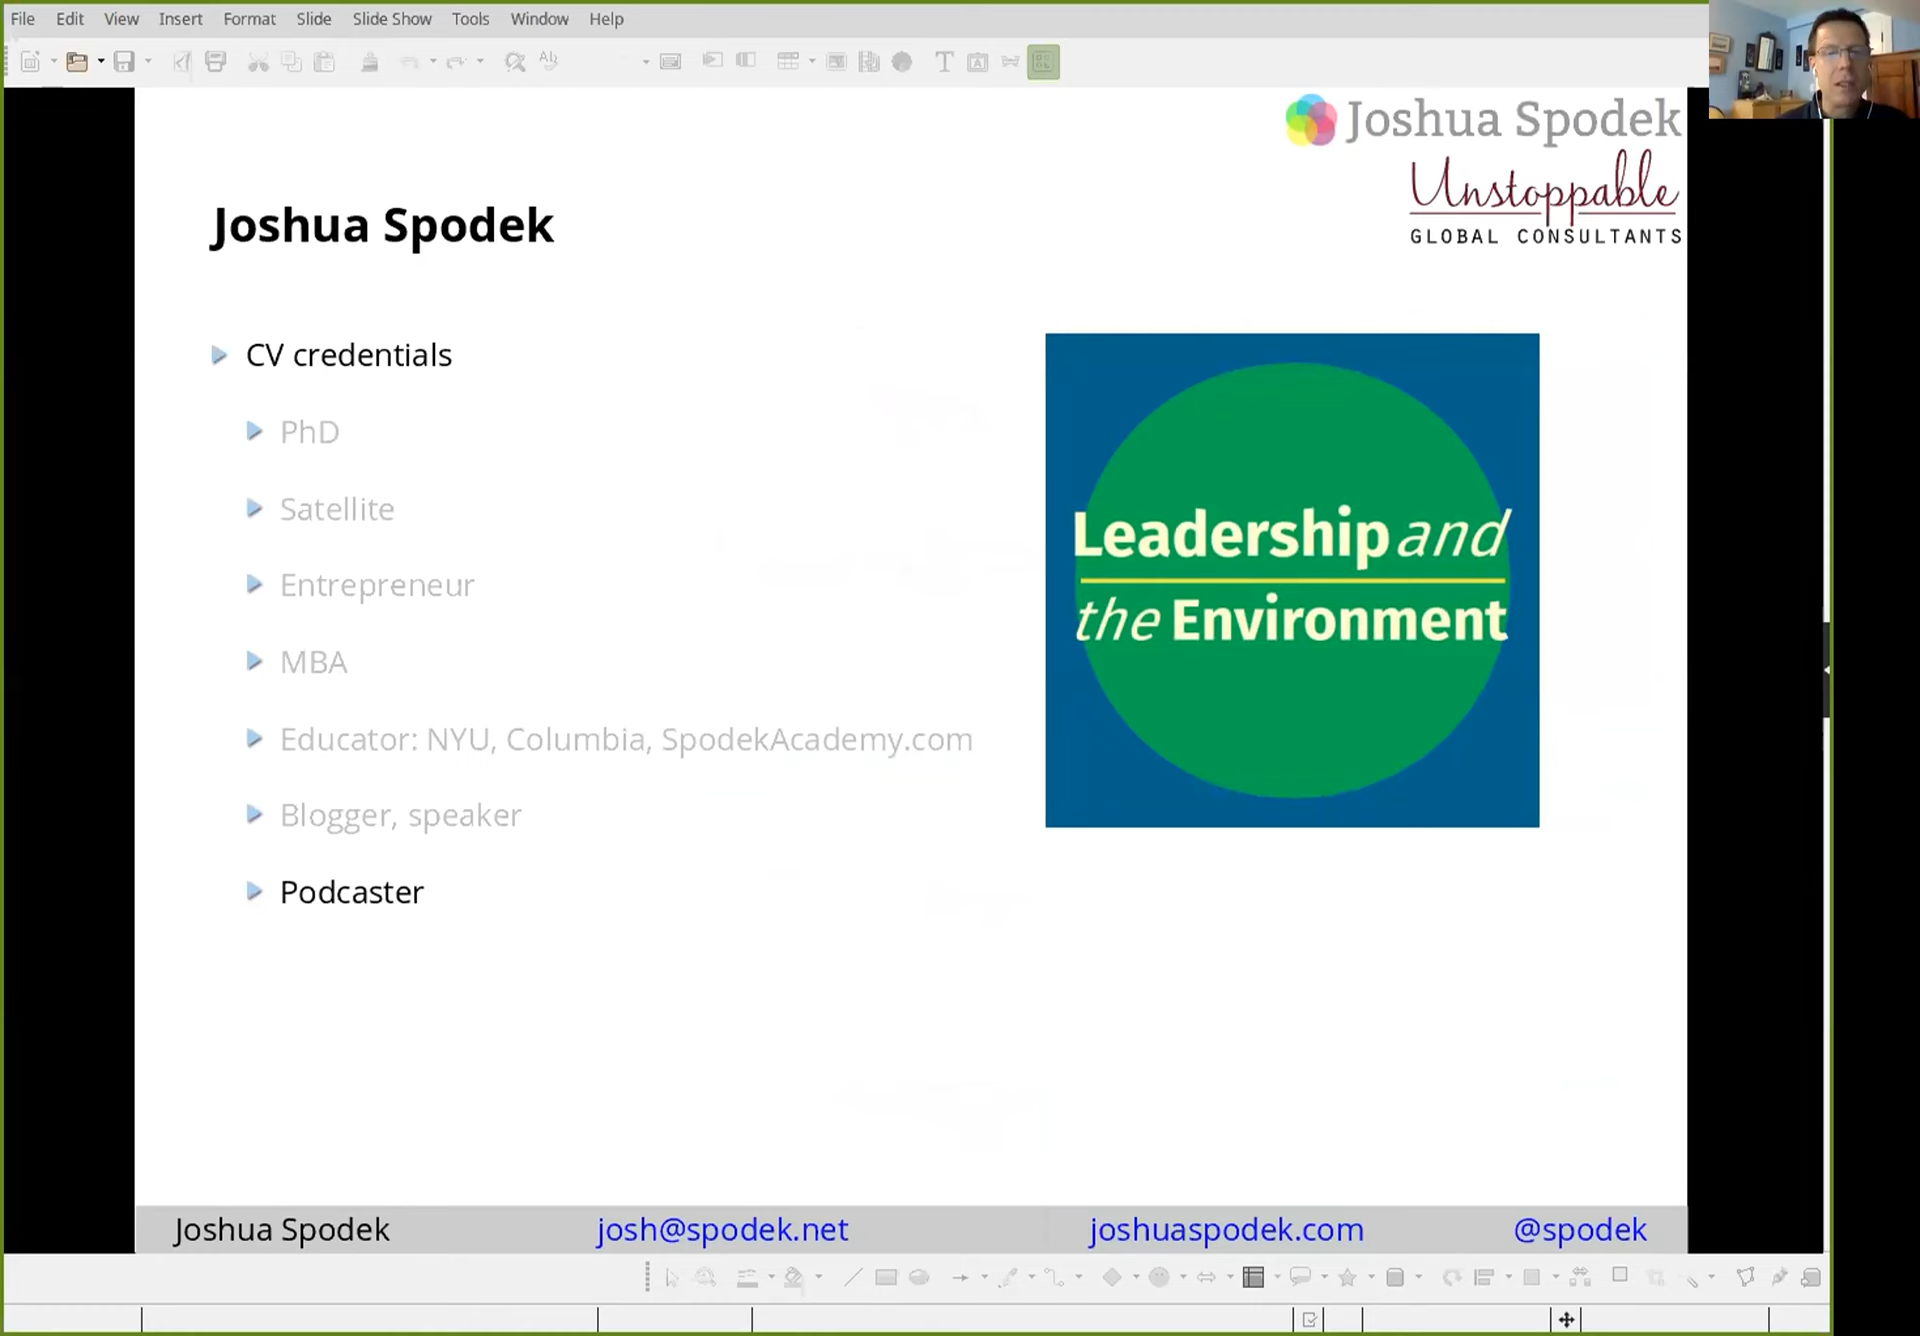 File Edit View Insert Format Slide Slide Show Tools Window Help
Joshua Spodek
Unstoppable
GLOBAL CONSULTANTS
Joshua Spodek
CV credentials
PhD
Satellite
Entrepreneur
MBA
Educator: NYU, Columbia, SpodekAcademy.com
Blogger, speaker
Podcaster
Leadership and
the Environment
Joshua Spodek josh@spodek.net joshuaspodek.com @spodek